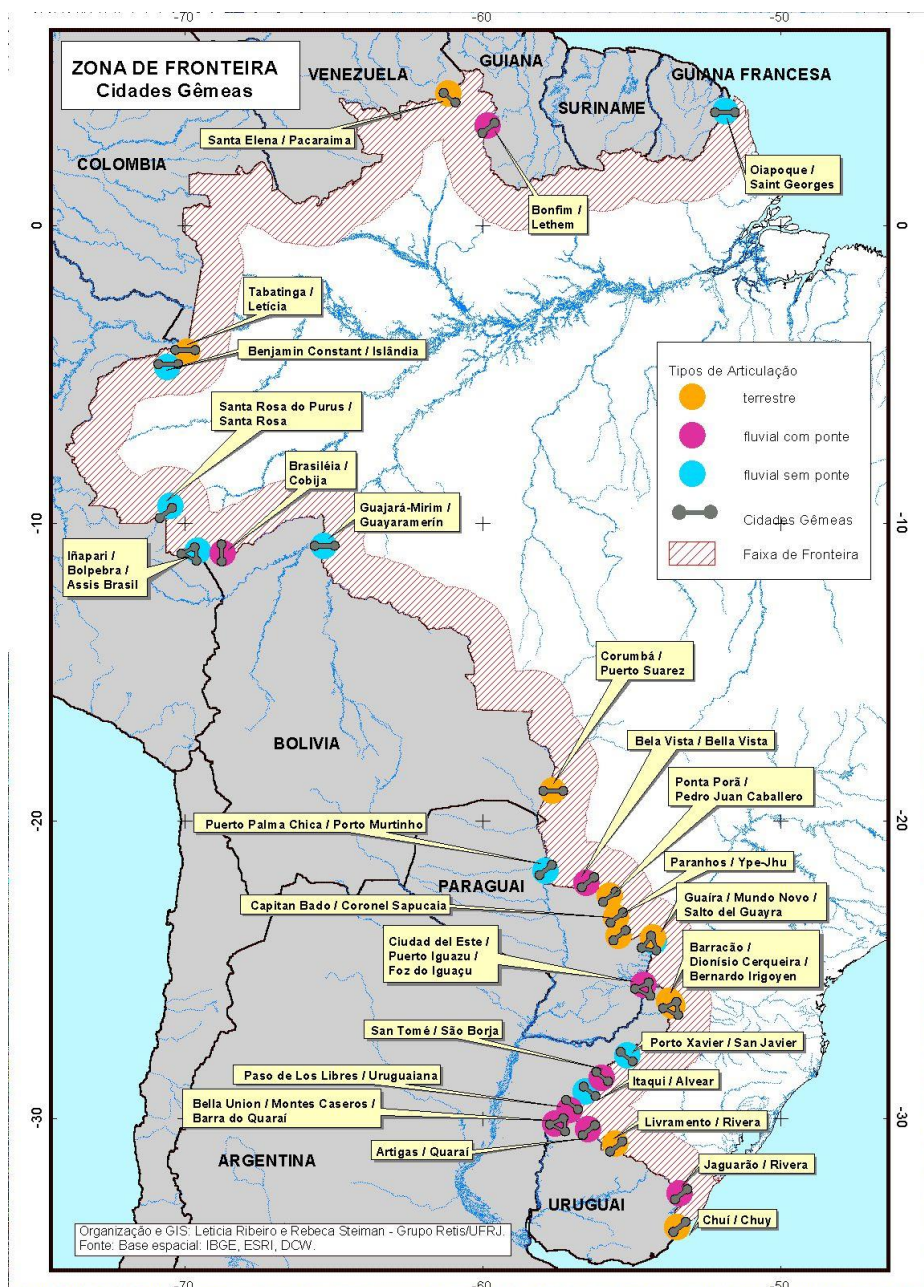 -70
-60
-50
ZONA DE FRONTEIRA
Cidades Gêmeas
VENEZUELA
GUIANA
SURINAME
GUIANA FRANCESA
COLOMBIA
Santa Elena / Pacaraima
Bonfim /
Lethem
Oiapoque /
Saint Georges
0
0
Tabatinga /
Letícia
Benjamin Constant / Islândia
Santa Rosa do Purus /
Santa Rosa
Brasiléia /
Cobija
Guajará-Mirim /
Guayaramerín
Iñapari /
Bolpebra /
Assis Brasil
Tipos de Articulação
terrestre
fluvial com ponte
fluvial sem ponte
Cidades Gêmeas
Faixa de Fronteira
-10
-10
Corumbá /
Puerto Suarez
BOLIVIA
Bela Vista / Bella Vista
Ponta Porã /
Pedro Juan Caballero
-20
-20
Puerto Palma Chica / Porto Murtinho
Paranhos / Ype-Jhu
PARAGUAI
Capitan Bado / Coronel Sapucaia
Guaíra / Mundo Novo /
Salto del Guayra
Ciudad del Este /
Puerto Iguazu /
Foz do Iguaçu
Barracão /
Dionísio Cerqueira /
Bernardo Irigoyen
San Tomé / São Borja
Porto Xavier / San Javier
Paso de Los Libres / Uruguaiana
Itaqui / Alvear
Bella Union / Montes Caseros /
Barra do Quaraí
-30
-30
Livramento / Rivera
Artigas / Quaraí
ARGENTINA
Jaguarão / Rivera
URUGUAI
Chuí / Chuy
Organização e GIS: Letícia Ribeiro e Rebeca Steiman - Grupo Retis/UFRJ.
Fonte: Base espacial: IBGE, ESRI, DCW.
-70
-60
-50